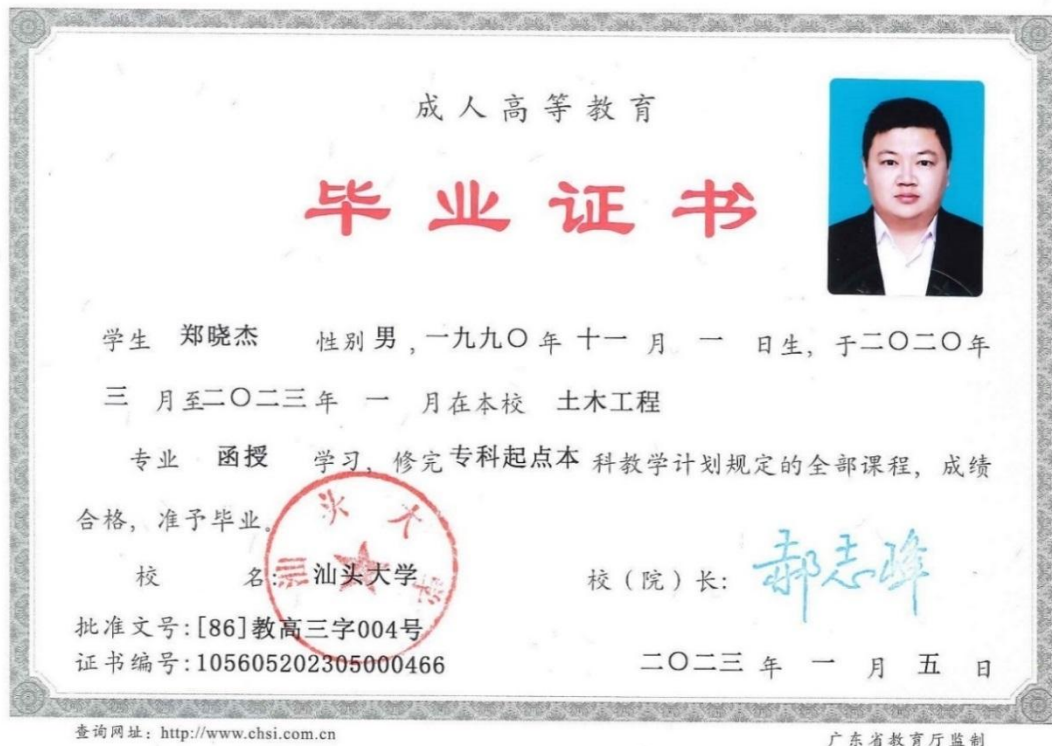 成人高等教育
毕业证书
学生 郑晓杰 性别 男，一九九〇年 十一 月 一 日生，于二〇二〇年
三 月至二〇二三年 一 月在本校 土木工程
专业 函授 学习，修完 专科起点本 科教学计划规定的全部课程，成绩
合格，准予毕业。
汕头大学
校 名：汕头大学
校（院）长：郝志峰
批准文号:[86]教高三字004号
证书编号:105605202305000466
二〇二三 年 一 月 五 日
查询网址：http://www.chsi.com.cn
广东省教育厅监制